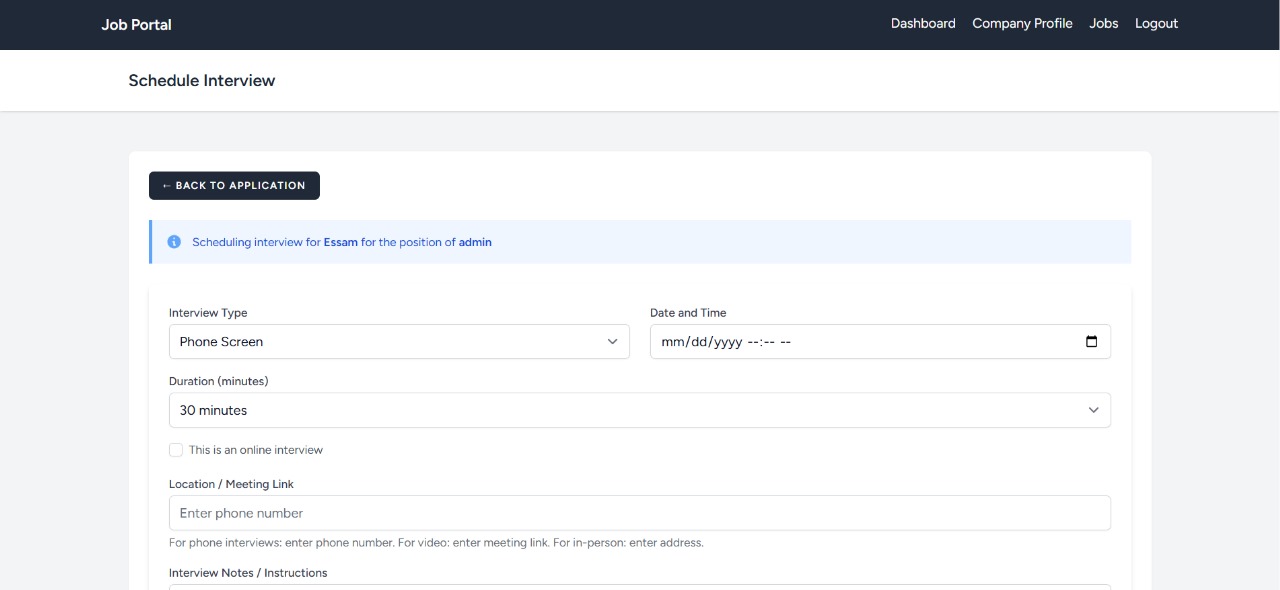 Job Portal
Dashboard Company Profile Jobs Logout
Schedule Interview
← BACK TO APPLICATION
Scheduling interview for Essam for the position of admin
Interview Type
Phone Screen
Date and Time
mm/dd/yyyy --:-- --
Duration (minutes)
30 minutes
This is an online interview
Location / Meeting Link
Enter phone number
For phone interviews: enter phone number. For video: enter meeting link. For in-person: enter address.
Interview Notes / Instructions